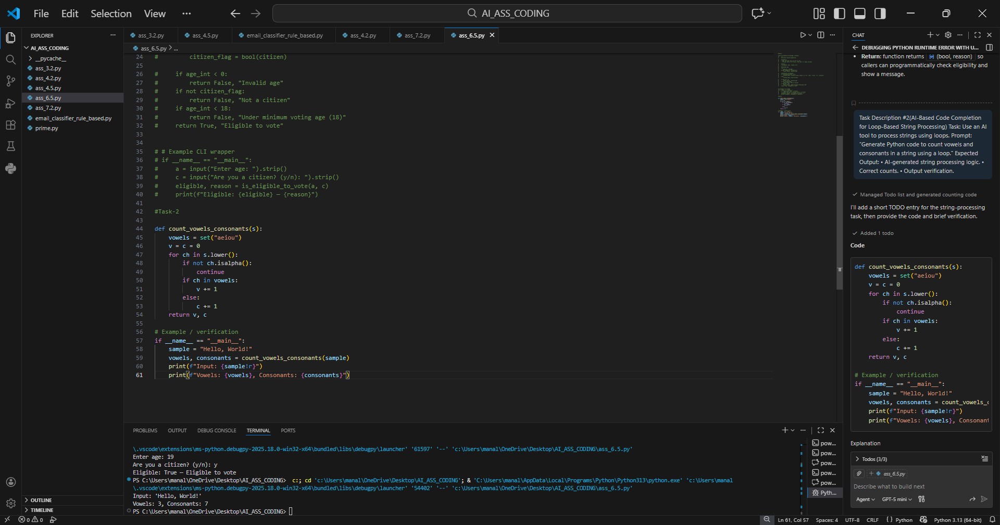 File Edit Selection View ··· AI_ASS_CODING
EXPLORER ···
AI_ASS_CODING
__pycache__
ass_3.2.py
ass_4.2.py
ass_4.5.py
ass_6.5.py
ass_7.2.py
email_classifier_rule_based.py
prime.py
OUTLINE
TIMELINE
ass_3.2.py ass_4.5.py email_classifier_rule_based.py ass_4.2.py ass_7.2.py ass_6.5.py
ass_6.5.py > ...
24 # citizen_flag = bool(citizen)
25
26 # if age_int < 0:
27 # return False, "Invalid age"
28 # if not citizen_flag:
29 # return False, "Not a citizen"
30 # if age_int < 18:
31 # return False, "Under minimum voting age (18)"
32 # return True, "Eligible to vote"
33
34
35 # # Example CLI wrapper
36 # if __name__ == "__main__":
37 # a = input("Enter age: ").strip()
38 # c = input("Are you a citizen? (y/n): ").strip()
39 # eligible, reason = is_eligible_to_vote(a, c)
40 # print(f"Eligible: {eligible} — {reason}")
41
42 #Task-2
43
44 def count_vowels_consonants(s):
45 vowels = set("aeiou")
46 v = c = 0
47 for ch in s.lower():
48 if not ch.isalpha():
49 continue
50 if ch in vowels:
51 v += 1
52 else:
53 c += 1
54 return v, c
55
56 # Example / verification
57 if __name__ == "__main__":
58 sample = "Hello, World!"
59 vowels, consonants = count_vowels_consonants(sample)
60 print(f"Input: {sample!r}")
61 print(f"Vowels: {vowels}, Consonants: {consonants}")
PROBLEMS OUTPUT DEBUG CONSOLE TERMINAL PORTS
\.vscode\extensions\ms-python.debugpy-2025.18.0-win32-x64\bundled\libs\debugpy\launcher' '61597' '--' 'c:\Users\manal\OneDrive\Desktop\AI_ASS_CODING\ass_6.5.py'
Enter age: 19
Are you a citizen? (y/n): y
Eligible: True — Eligible to vote
PS C:\Users\manal\OneDrive\Desktop\AI_ASS_CODING> c:; cd 'c:\Users\manal\OneDrive\Desktop\AI_ASS_CODING'; & 'C:\Users\manal\AppData\Local\Programs\Python\Python313\python.exe' 'c:\Users\manal
\.vscode\extensions\ms-python.debugpy-2025.18.0-win32-x64\bundled\libs\debugpy\launcher' '54402' '--' 'c:\Users\manal\OneDrive\Desktop\AI_ASS_CODING\ass_6.5.py'
Input: 'Hello, World!'
Vowels: 3, Consonants: 7
PS C:\Users\manal\OneDrive\Desktop\AI_ASS_CODING>
pow...
pow...
pow...
pow...
pow...
Pyth...
CHAT
DEBUGGING PYTHON RUNTIME ERROR WITH U...
• Return: function returns (bool, reason) so
callers can programmatically check eligibility and
show a message.
Task Description #2(AI-Based Code Completion
for Loop-Based String Processing) Task: Use an AI
tool to process strings using loops. Prompt:
"Generate Python code to count vowels and
consonants in a string using a loop." Expected
Output: • AI-generated string processing logic. •
Correct counts. • Output verification.
Managed Todo list and generated counting code
I'll add a short TODO entry for the string-processing
task, then provide the code and brief verification.
Added 1 todo
Code
def count_vowels_consonants(s):
vowels = set("aeiou")
v = c = 0
for ch in s.lower():
if not ch.isalpha():
continue
if ch in vowels:
v += 1
else:
c += 1
return v, c
# Example / verification
if __name__ == "__main__":
sample = "Hello, World!"
vowels, consonants = count_vowels_c
print(f"Input: {sample!r}")
print(f"Vowels: {vowels}, Consonant
Explanation
Todos (3/3)
+ ass_6.5.py
Describe what to build next
Agent GPT-5 mini
0 0 Ln 61, Col 57 Spaces: 4 UTF-8 CRLF { } Python Python 3.13 (64-bit)